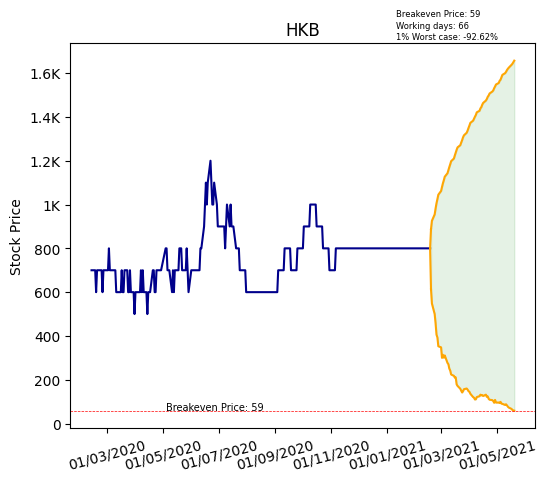 Breakeven Price: 59
Working days: 66
1% Worst case: -92.62%
HKB
Stock Price
1.6K
1.4K
1.2K
1K
800
600
400
200
0
Breakeven Price: 59
01/03/2020
01/05/2020
01/07/2020
01/09/2020
01/11/2020
01/01/2021
01/03/2021
01/05/2021